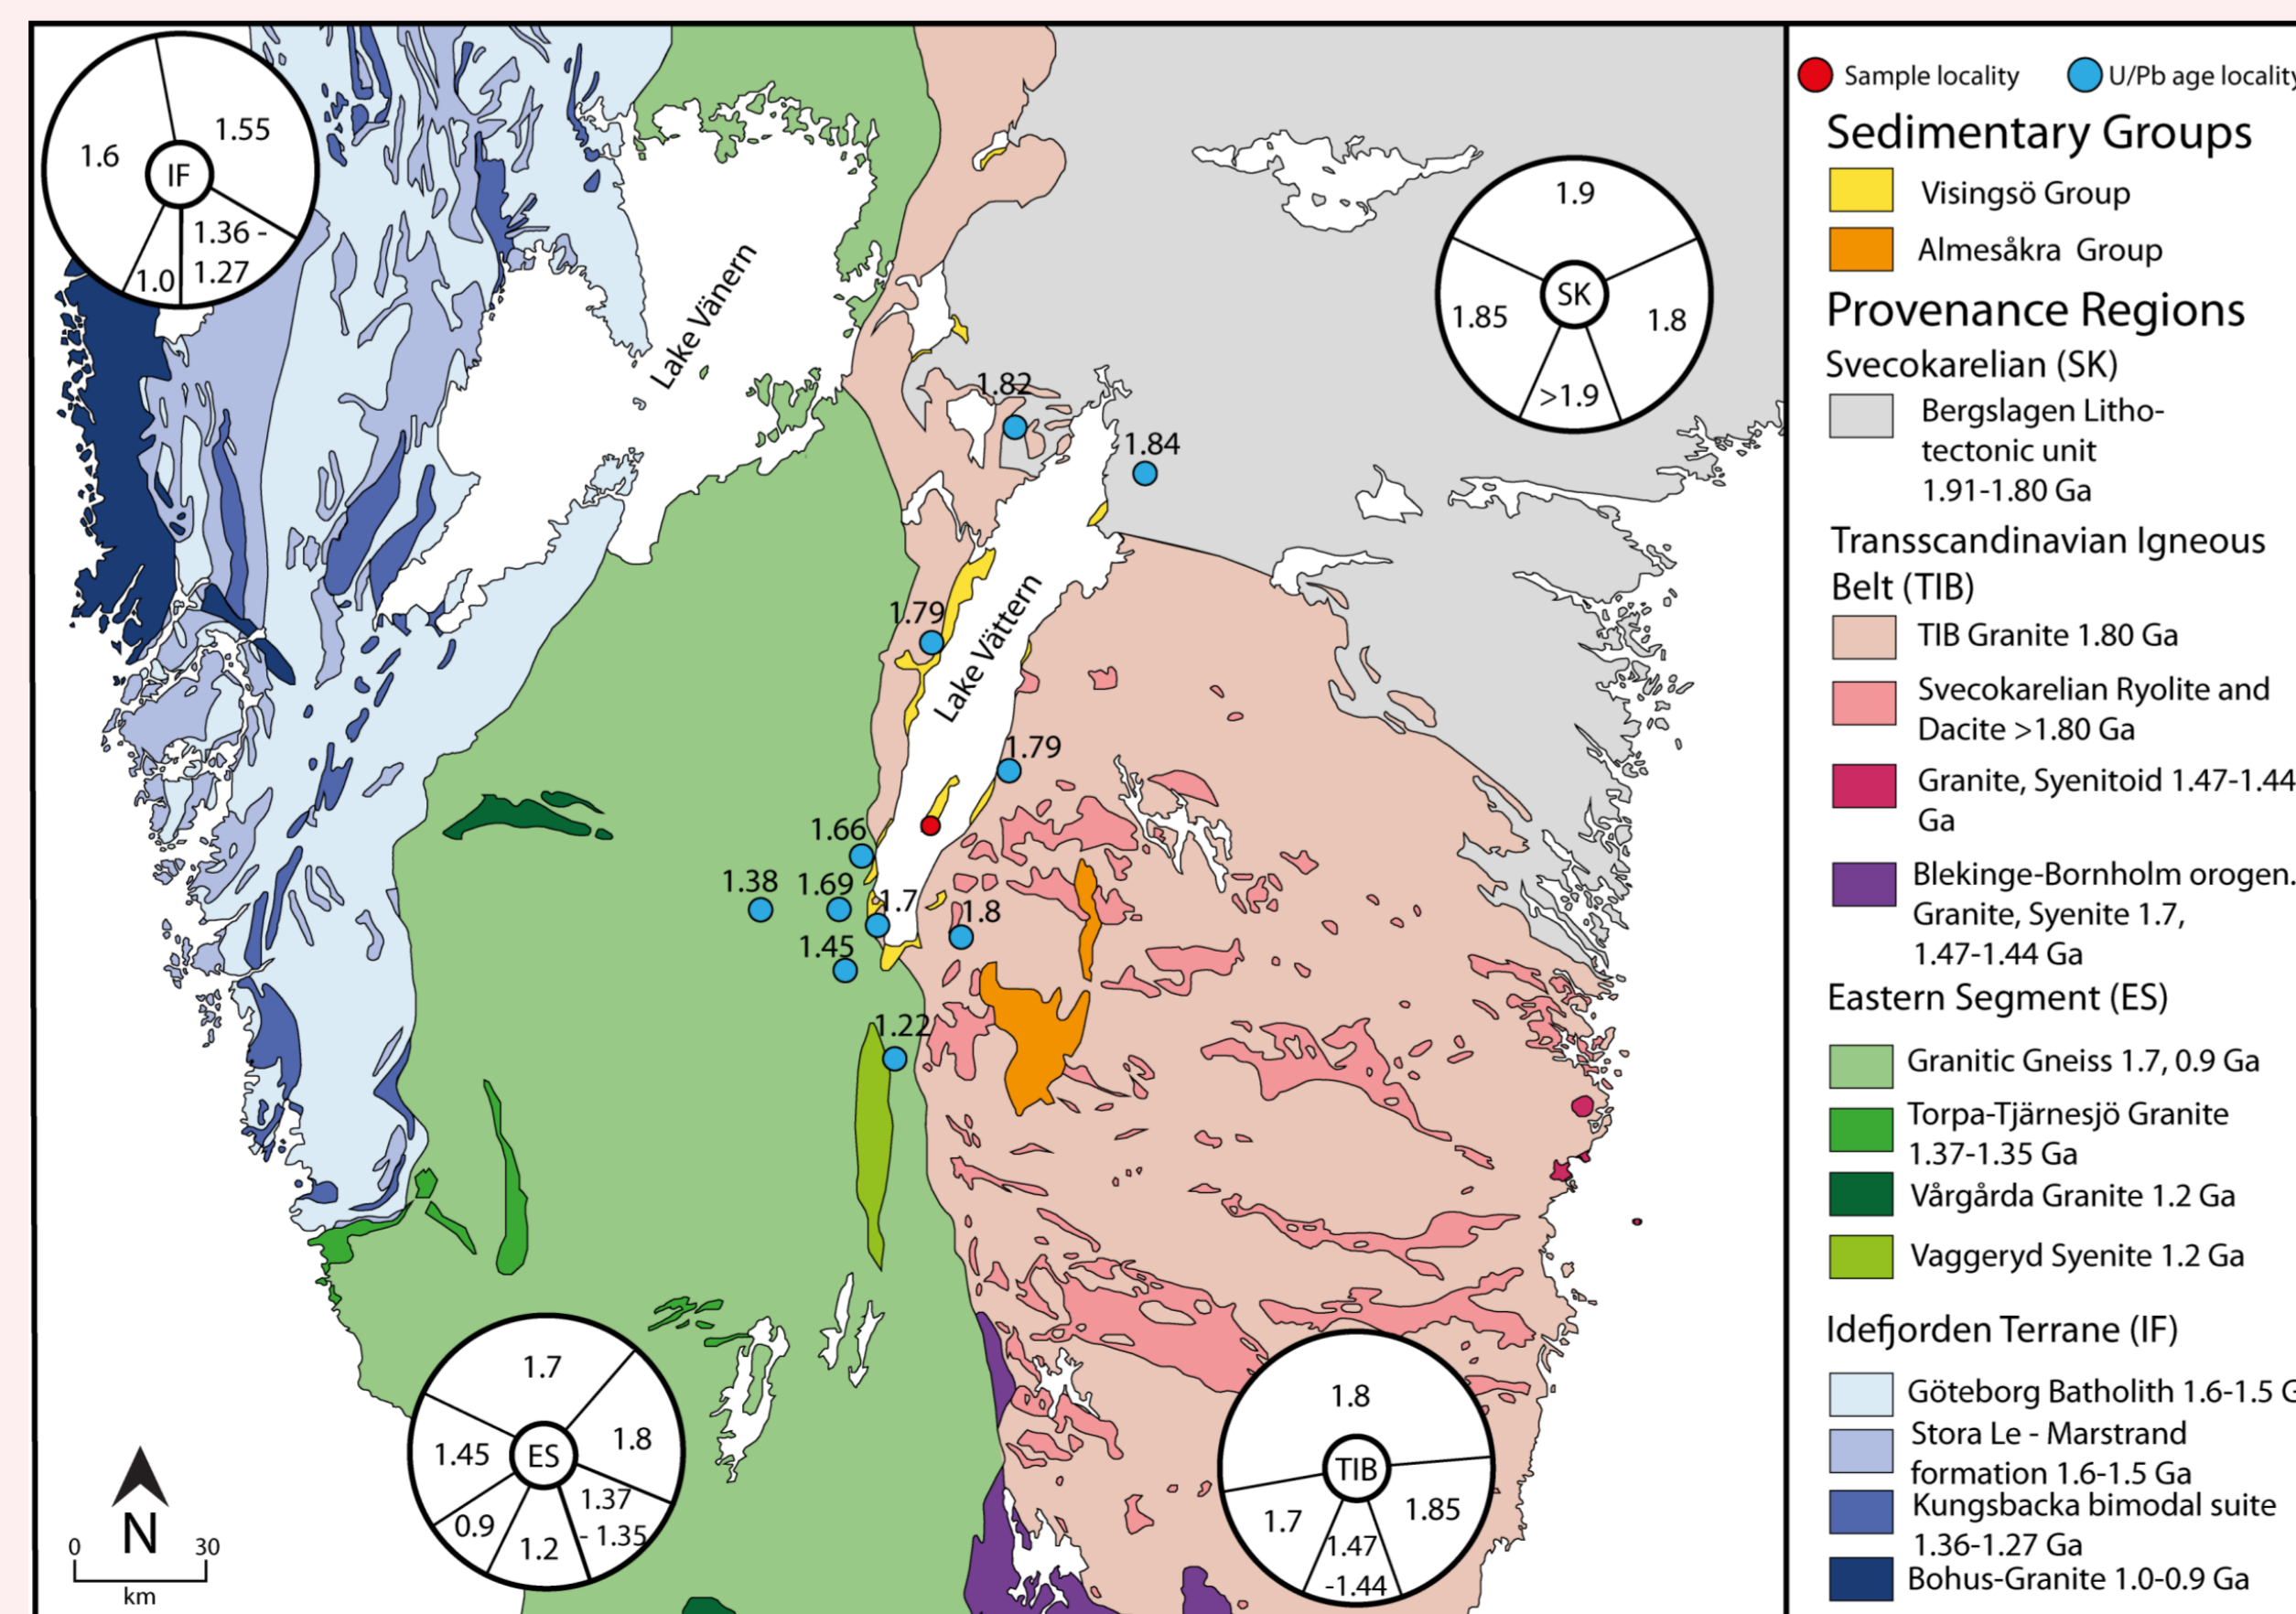 1.6
1.55
IF
1.36 -
1.27
1.0
Lake Vänern
1.9
SK
1.85
1.8
>1.9
1.82
1.84
1.79
Lake Vättern
1.79
1.66
1.38
1.69
1.7
1.8
1.45
1.22
1.7
1.8
1.45
ES
1.37
- 1.35
0.9
1.2
1.8
TIB
1.7
1.85
1.47
-1.44
N
0 30
km
Sample locality
U/Pb age locality
Sedimentary Groups
Visingsö Group
Almesåkra Group
Provenance Regions
Svecokarelian (SK)
Bergslagen Litho-
tectonic unit
1.91-1.80 Ga
Transscandinavian Igneous
Belt (TIB)
TIB Granite 1.80 Ga
Svecokarelian Ryolite and
Dacite >1.80 Ga
Granite, Syenitoid 1.47-1.44
Ga
Blekinge-Bornholm orogen.
Granite, Syenite 1.7,
1.47-1.44 Ga
Eastern Segment (ES)
Granitic Gneiss 1.7, 0.9 Ga
Torpa-Tjärnesjö Granite
1.37-1.35 Ga
Vårgårda Granite 1.2 Ga
Vaggeryd Syenite 1.2 Ga
Idefjorden Terrane (IF)
Göteborg Batholith 1.6-1.5 G
Stora Le - Marstrand
formation 1.6-1.5 Ga
Kungsbacka bimodal suite
1.36-1.27 Ga
Bohus-Granite 1.0-0.9 Ga